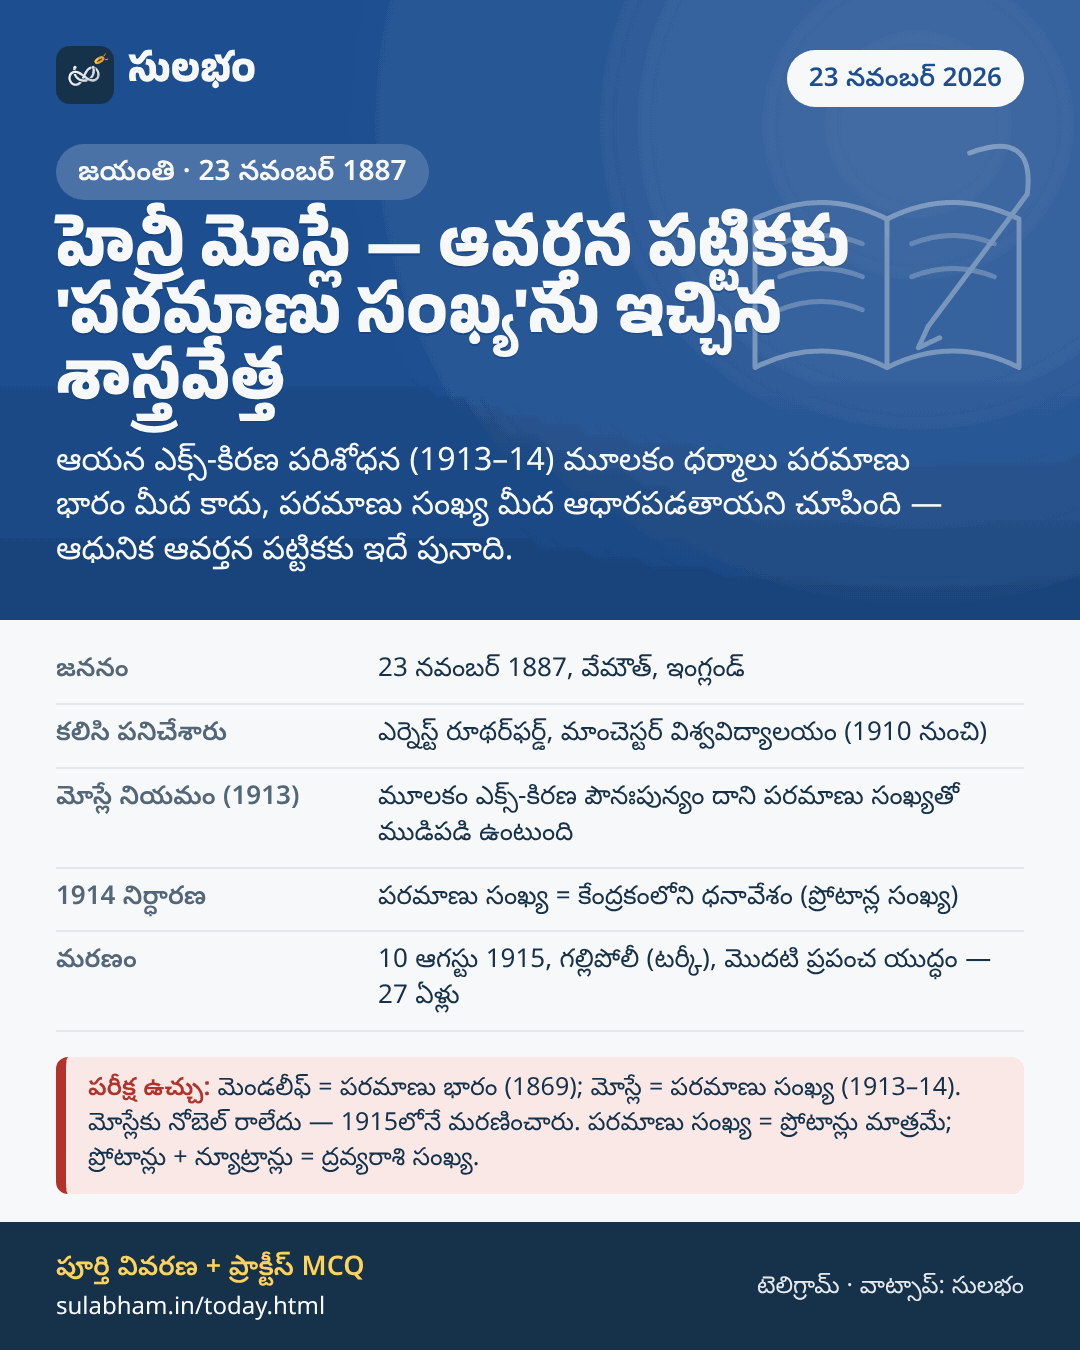 సులభం
23 నవంబర్ 2026
జయంతి · 23 నవంబర్ 1887
హెన్రీ మోస్లే — ఆవర్తన పట్టికకు
'పరమాణు సంఖ్య'ను ఇచ్చిన
శాస్త్రవేత్త
ఆయన ఎక్స్-కిరణ పరిశోధన (1913–14) మూలకం ధర్మాలు పరమాణు
భారం మీద కాదు, పరమాణు సంఖ్య మీద ఆధారపడతాయని చూపింది —
ఆధునిక ఆవర్తన పట్టికకు ఇదే పునాది.
జననం
23 నవంబర్ 1887, వేమౌత్, ఇంగ్లండ్
కలిసి పనిచేశారు
ఎర్నెస్ట్ రూథర్‌ఫర్డ్, మాంచెస్టర్ విశ్వవిద్యాలయం (1910 నుంచి)
మోస్లే నియమం (1913)
మూలకం ఎక్స్-కిరణ పౌనఃపున్యం దాని పరమాణు సంఖ్యతో
ముడిపడి ఉంటుంది
1914 నిర్ధారణ
పరమాణు సంఖ్య = కేంద్రకంలోని ధనావేశం (ప్రోటాన్ల సంఖ్య)
మరణం
10 ఆగస్టు 1915, గల్లిపోలీ (టర్కీ), మొదటి ప్రపంచ యుద్ధం —
27 ఏళ్లు
పరీక్ష ఉచ్చు: మెండలీఫ్ = పరమాణు భారం (1869); మోస్లే = పరమాణు సంఖ్య (1913–14).
మోస్లేకు నోబెల్ రాలేదు — 1915లోనే మరణించారు. పరమాణు సంఖ్య = ప్రోటాన్లు మాత్రమే;
ప్రోటాన్లు + న్యూట్రాన్లు = ద్రవ్యరాశి సంఖ్య.
పూర్తి వివరణ + ప్రాక్టీస్ MCQ
sulabham.in/today.html
టెలిగ్రామ్ · వాట్సాప్: సులభం